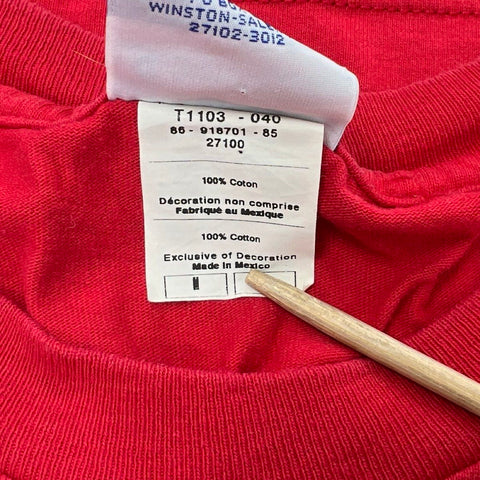 WINSTON-SAL
27102-3012
T1103 - 040
86 - 916701 - 85
27100
100% Coton
Décoration non comprise
Fabriqué au Mexique
100% Cotton
Exclusive of Decoration
Made in Mexico